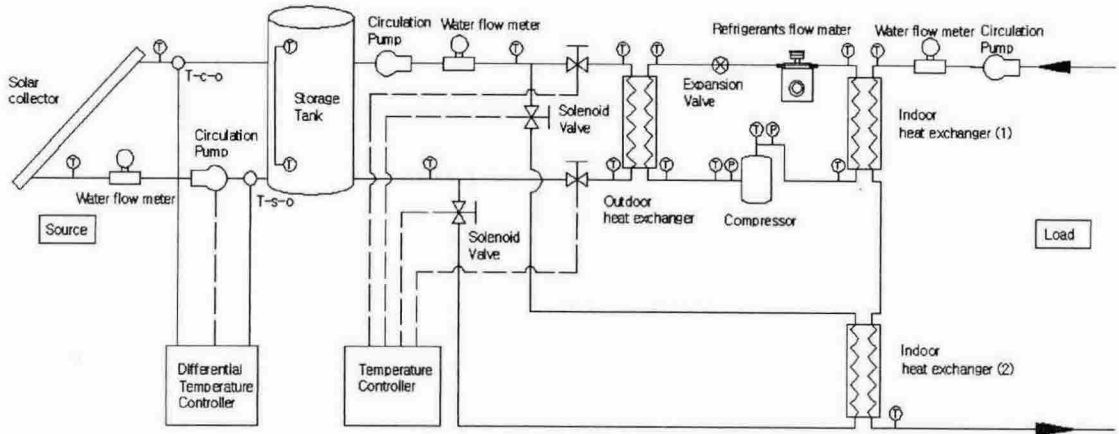 Circulation
Pump
Water flow meter
Refrigerants flow mater
Water flow meter
Circulation
Pump
T
T
T
T
T
T
T
T
T-c-o
Solar
collector
Storage
Tank
Expansion
Valve
Solenoid
Valve
Indoor
heat exchanger (1)
Circulation
Pump
T
P
T
T
T
T
T
T
P
T
Water flow meter
T-s-o
Outdoor
heat exchanger
Compressor
Source
Solenoid
Valve
Load
Differential
Temperature
Controller
Temperature
Controller
Indoor
heat exchanger (2)
T